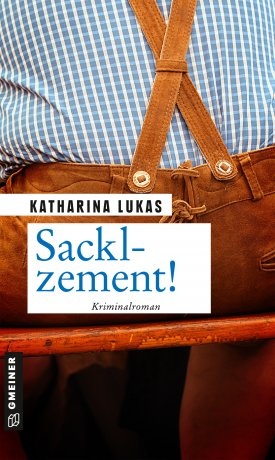 KATHARINA LUKAS
Sackl-
zement!
Kriminalroman
GMEINER